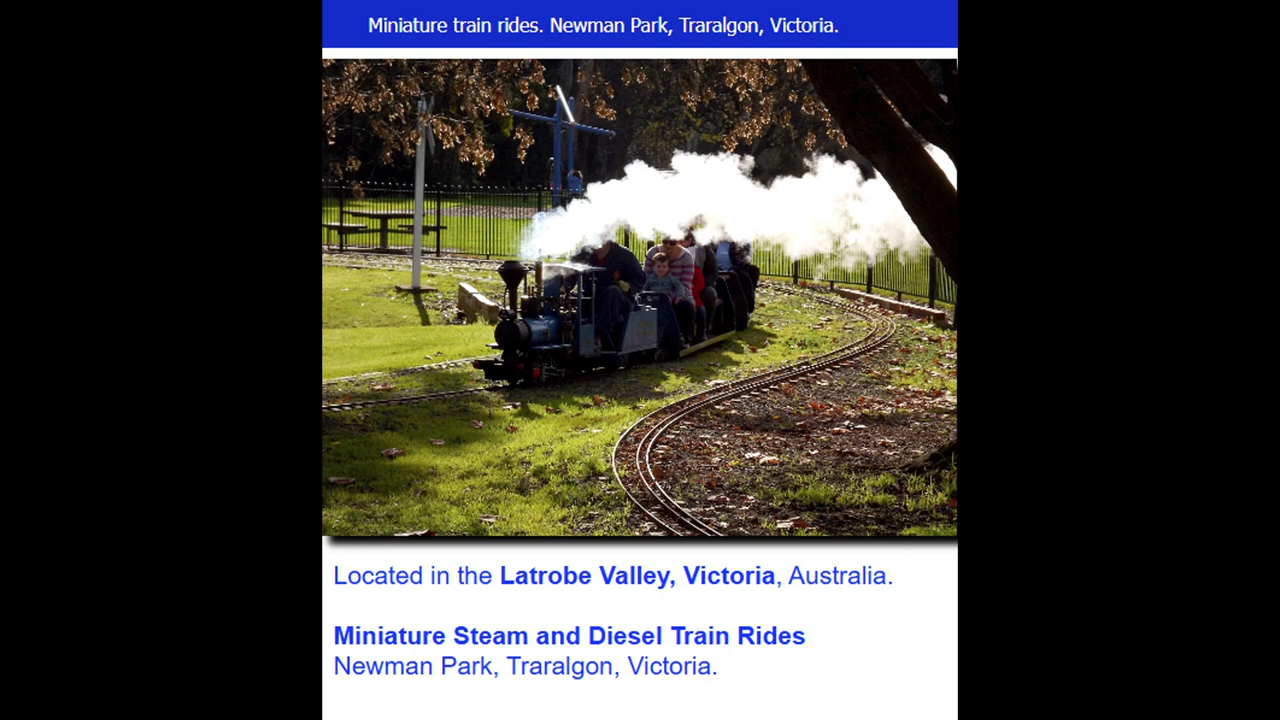 Miniature train rides. Newman Park, Traralgon, Victoria.
Located in the Latrobe Valley, Victoria, Australia.
Miniature Steam and Diesel Train Rides
Newman Park, Traralgon, Victoria.